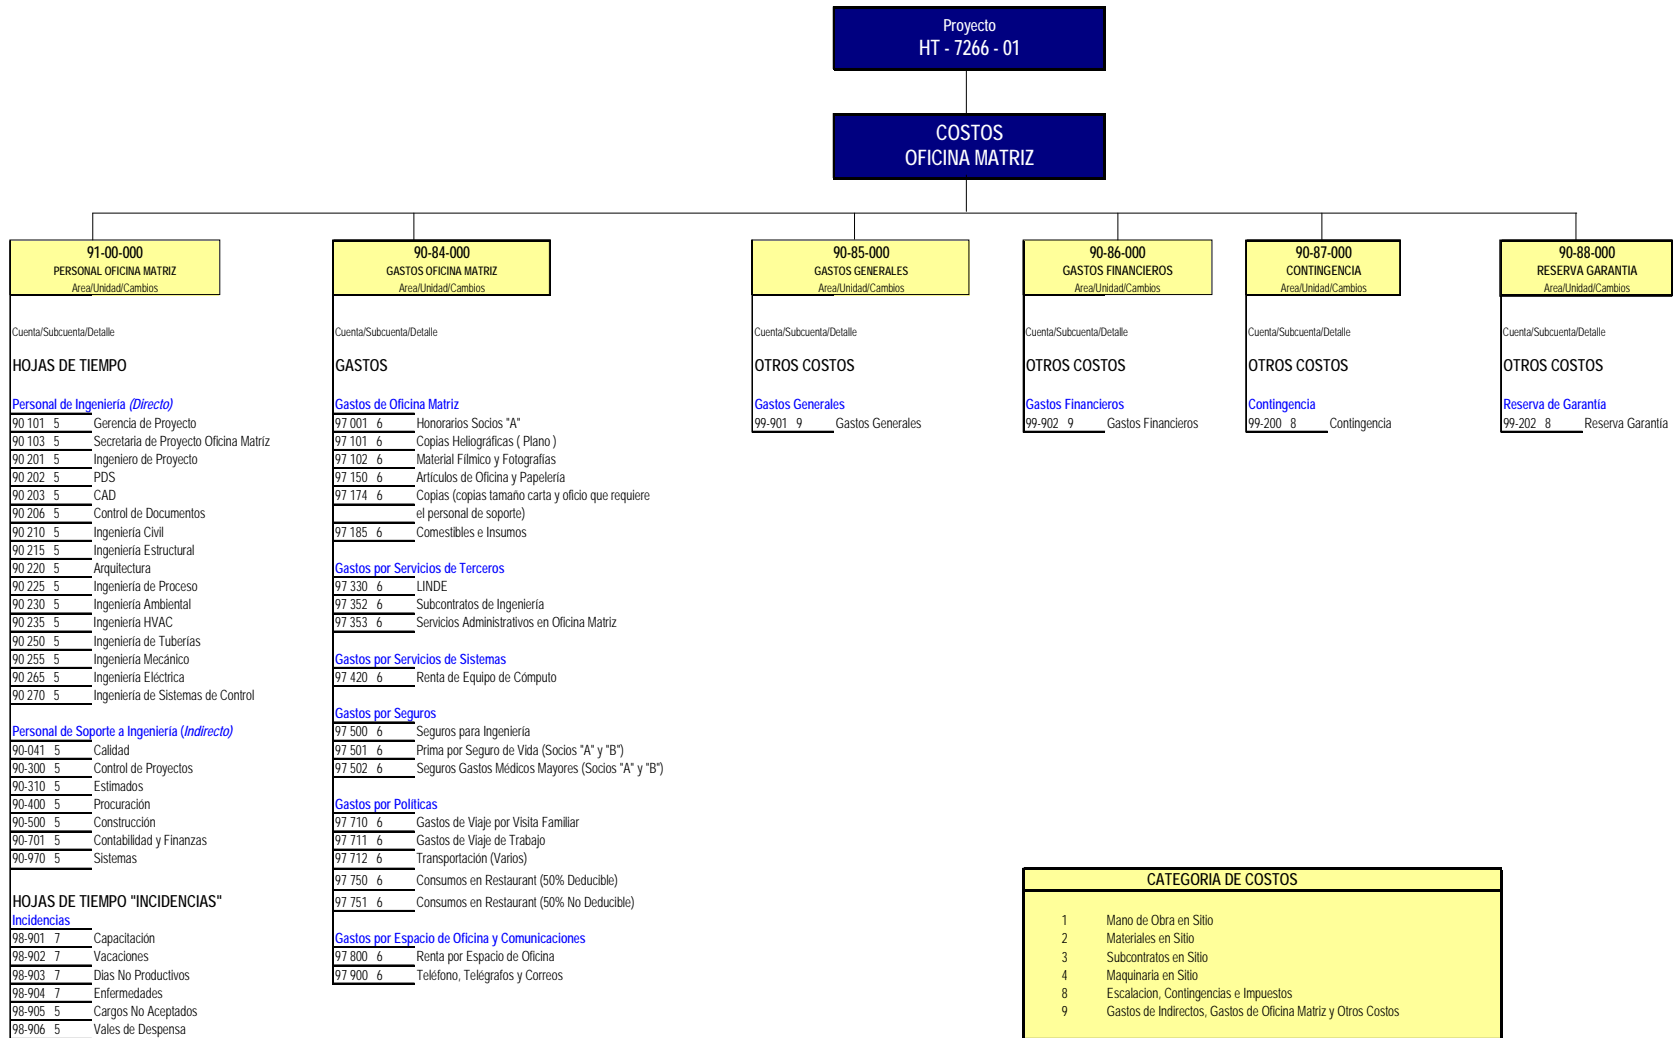 Proyecto
HT - 7266 - 01
COSTOS
OFICINA MATRIZ
91-00-000
PERSONAL OFICINA MATRIZ
Area/Unidad/Cambios
Cuenta/Subcuenta/Detalle
HOJAS DE TIEMPO
Personal de Ingeniería (Directo)
90 101 5 Gerencia de Proyecto
90 103 5 Secretaria de Proyecto Oficina Matríz
90 201 5 Ingeniero de Proyecto
90 202 5 PDS
90 203 5 CAD
90 206 5 Control de Documentos
90 210 5 Ingeniería Civil
90 215 5 Ingeniería Estructural
90 220 5 Arquitectura
90 225 5 Ingeniería de Proceso
90 230 5 Ingeniería Ambiental
90 235 5 Ingeniería HVAC
90 250 5 Ingeniería de Tuberías
90 255 5 Ingeniería Mecánico
90 265 5 Ingeniería Eléctrica
90 270 5 Ingeniería de Sistemas de Control
Personal de Soporte a Ingeniería (Indirecto)
90-041 5 Calidad
90-300 5 Control de Proyectos
90-310 5 Estimados
90-400 5 Procuración
90-500 5 Construcción
90-701 5 Contabilidad y Finanzas
90-970 5 Sistemas
HOJAS DE TIEMPO "INCIDENCIAS"
Incidencias
98-901 7 Capacitación
98-902 7 Vacaciones
98-903 7 Dias No Productivos
98-904 7 Enfermedades
98-905 5 Cargos No Aceptados
98-906 5 Vales de Despensa
90-84-000
GASTOS OFICINA MATRIZ
Area/Unidad/Cambios
Cuenta/Subcuenta/Detalle
GASTOS
Gastos de Oficina Matriz
97 001 6 Honorarios Socios "A"
97 101 6 Copias Heliográficas ( Plano )
97 102 6 Material Fílmico y Fotografías
97 150 6 Artículos de Oficina y Papelería
97 174 6 Copias (copias tamaño carta y oficio que requiere
el personal de soporte)
97 185 6 Comestibles e Insumos
Gastos por Servicios de Terceros
97 330 6 LINDE
97 352 6 Subcontratos de Ingeniería
97 353 6 Servicios Administrativos en Oficina Matriz
Gastos por Servicios de Sistemas
97 420 6 Renta de Equipo de Cómputo
Gastos por Seguros
97 500 6 Seguros para Ingeniería
97 501 6 Prima por Seguro de Vida (Socios "A" y "B")
97 502 6 Seguros Gastos Médicos Mayores (Socios "A" y "B")
Gastos por Políticas
97 710 6 Gastos de Viaje por Visita Familiar
97 711 6 Gastos de Viaje de Trabajo
97 712 6 Transportación (Varios)
97 750 6 Consumos en Restaurant (50% Deducible)
97 751 6 Consumos en Restaurant (50% No Deducible)
Gastos por Espacio de Oficina y Comunicaciones
97 800 6 Renta por Espacio de Oficina
97 900 6 Teléfono, Telégrafos y Correos
90-85-000
GASTOS GENERALES
Area/Unidad/Cambios
Cuenta/Subcuenta/Detalle
OTROS COSTOS
Gastos Generales
99-901 9 Gastos Generales
90-86-000
GASTOS FINANCIEROS
Area/Unidad/Cambios
Cuenta/Subcuenta/Detalle
OTROS COSTOS
Gastos Financieros
99-902 9 Gastos Financieros
90-87-000
CONTINGENCIA
Area/Unidad/Cambios
Cuenta/Subcuenta/Detalle
OTROS COSTOS
Contingencia
99-200 8 Contingencia
90-88-000
RESERVA GARANTIA
Area/Unidad/Cambios
Cuenta/Subcuenta/Detalle
OTROS COSTOS
Reserva de Garantía
99-202 8 Reserva Garantía
CATEGORIA DE COSTOS
1 Mano de Obra en Sitio
2 Materiales en Sitio
3 Subcontratos en Sitio
4 Maquinaria en Sitio
8 Escalacion, Contingencias e Impuestos
9 Gastos de Indirectos, Gastos de Oficina Matriz y Otros Costos